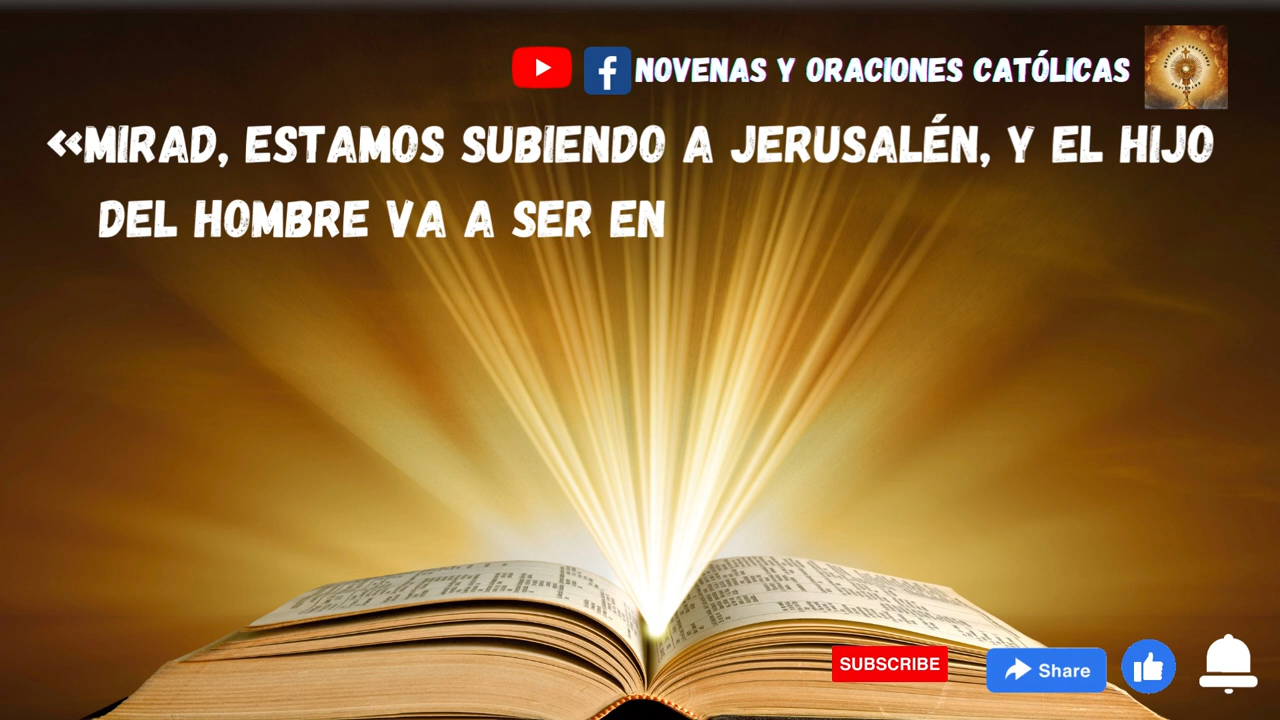 NOVENAS Y ORACIONES CATÓLICAS
«MIRAD, ESTAMOS SUBIENDO A JERUSALÉN, Y EL HIJO
DEL HOMBRE VA A SER EN
SUBSCRIBE
Share